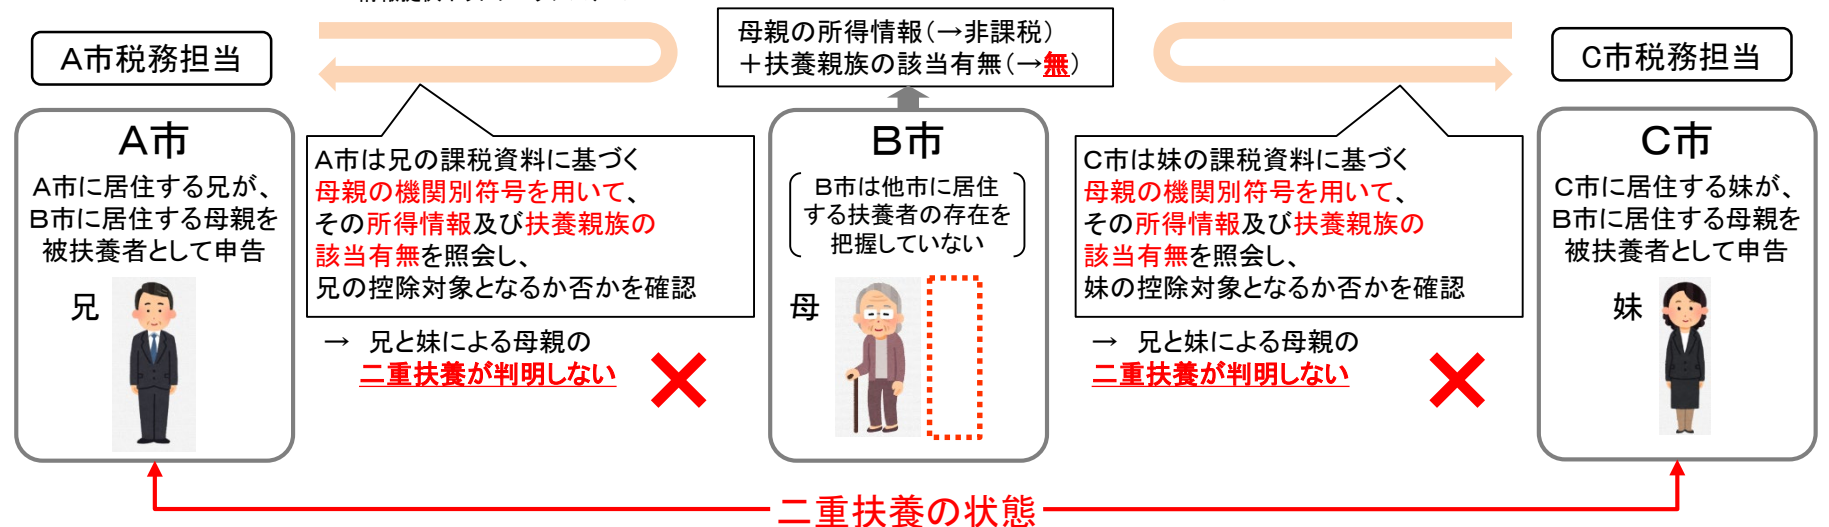 A市税務担当
母親の所得情報(→非課税)
+扶養親族の該当有無(→無)
C市税務担当
A市
A市に居住する兄が、
B市に居住する母親を
被扶養者として申告
兄
A市は兄の課税資料に基づく
母親の機関別符号を用いて、
その所得情報及び扶養親族の
該当有無を照会し、
兄の控除対象となるか否かを確認
→ 兄と妹による母親の
二重扶養が判明しない
B市
B市は他市に居住
する扶養者の存在を
把握していない
母
C市は妹の課税資料に基づく
母親の機関別符号を用いて、
その所得情報及び扶養親族の
該当有無を照会し、
妹の控除対象となるか否かを確認
→ 兄と妹による母親の
二重扶養が判明しない
C市
C市に居住する妹が、
B市に居住する母親を
被扶養者として申告
妹
二重扶養の状態